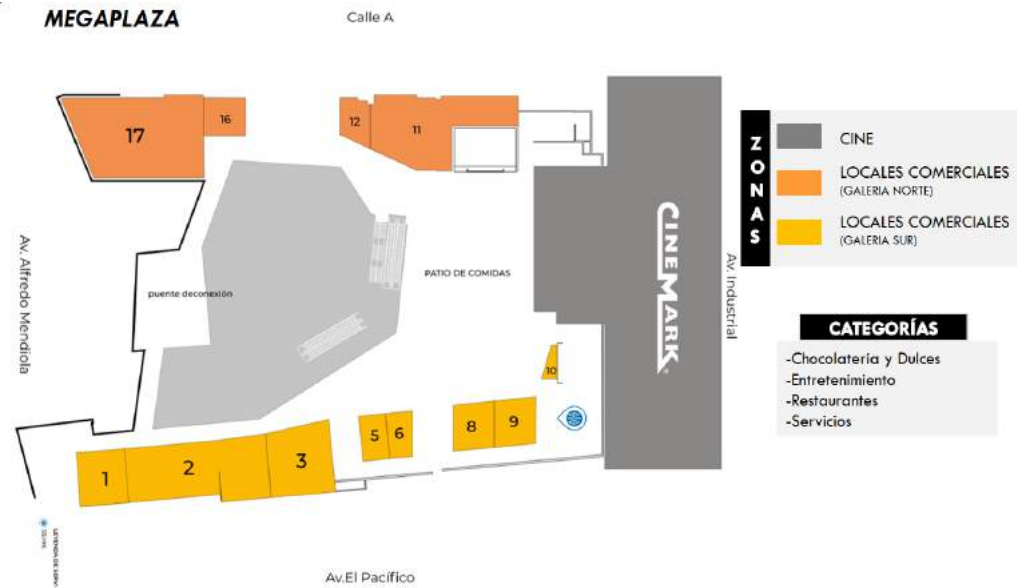 MEGAPLAZA
Calle A
17
16
12
11
Z
O
N
A
S
CINE
LOCALES COMERCIALES
(GALERIA NORTE)
LOCALES COMERCIALES
(GALERIA SUR)
CINEMARK
Av. Alfredo Mendiola
puente deconexión
PATIO DE COMIDAS
Av. Industrial
CATEGORÍAS
-Chocolatería y Dulces
-Entretenimiento
-Restaurantes
-Servicios
10
5
6
8
9
1
2
3
Av.El Pacífico